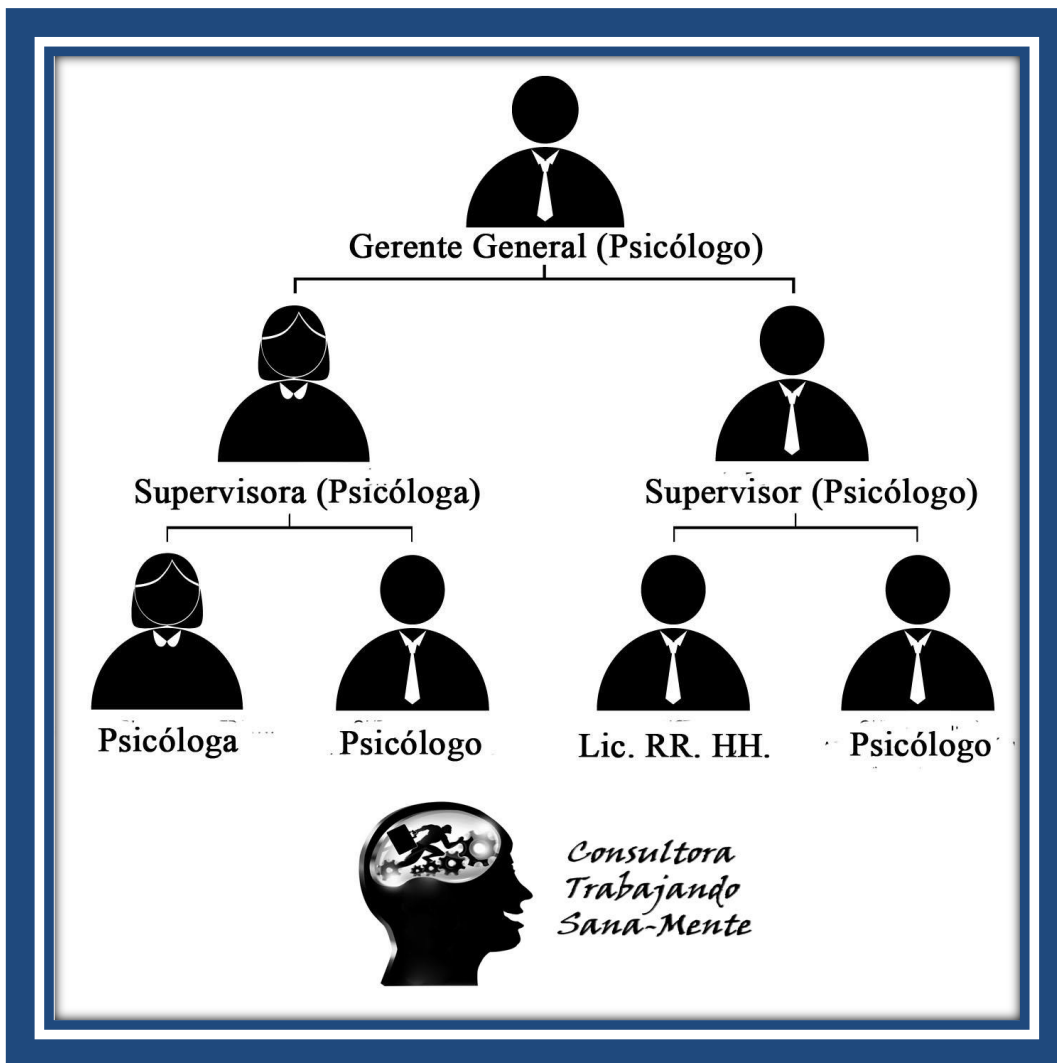 Gerente General (Psicólogo)
Supervisora (Psicóloga)
Supervisor (Psicólogo)
Psicóloga
Psicólogo
Lic. RR. HH.
Psicólogo
Consultora
Trabajando
Sana-Mente